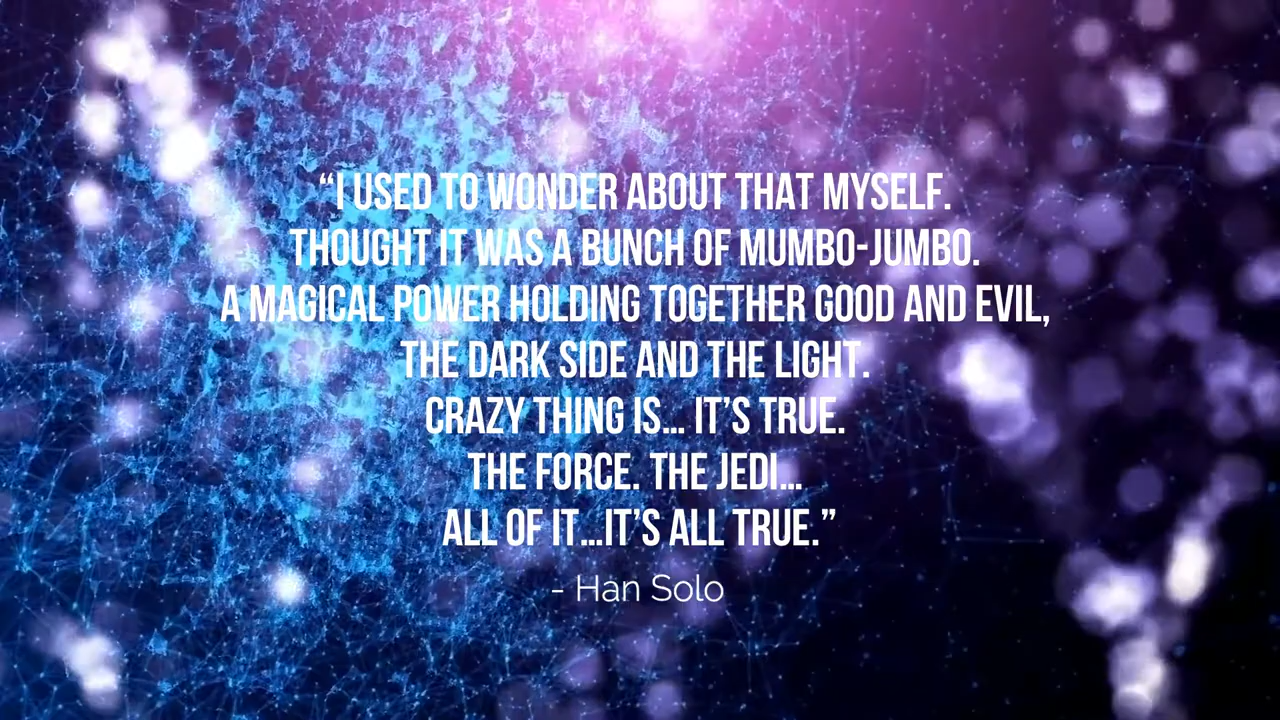 “I USED TO WONDER ABOUT THAT MYSELF.
THOUGHT IT WAS A BUNCH OF MUMBO-JUMBO.
A MAGICAL POWER HOLDING TOGETHER GOOD AND EVIL,
THE DARK SIDE AND THE LIGHT.
CRAZY THING IS... IT’S TRUE.
THE FORCE. THE JEDI...
ALL OF IT...IT’S ALL TRUE.”
- Han Solo